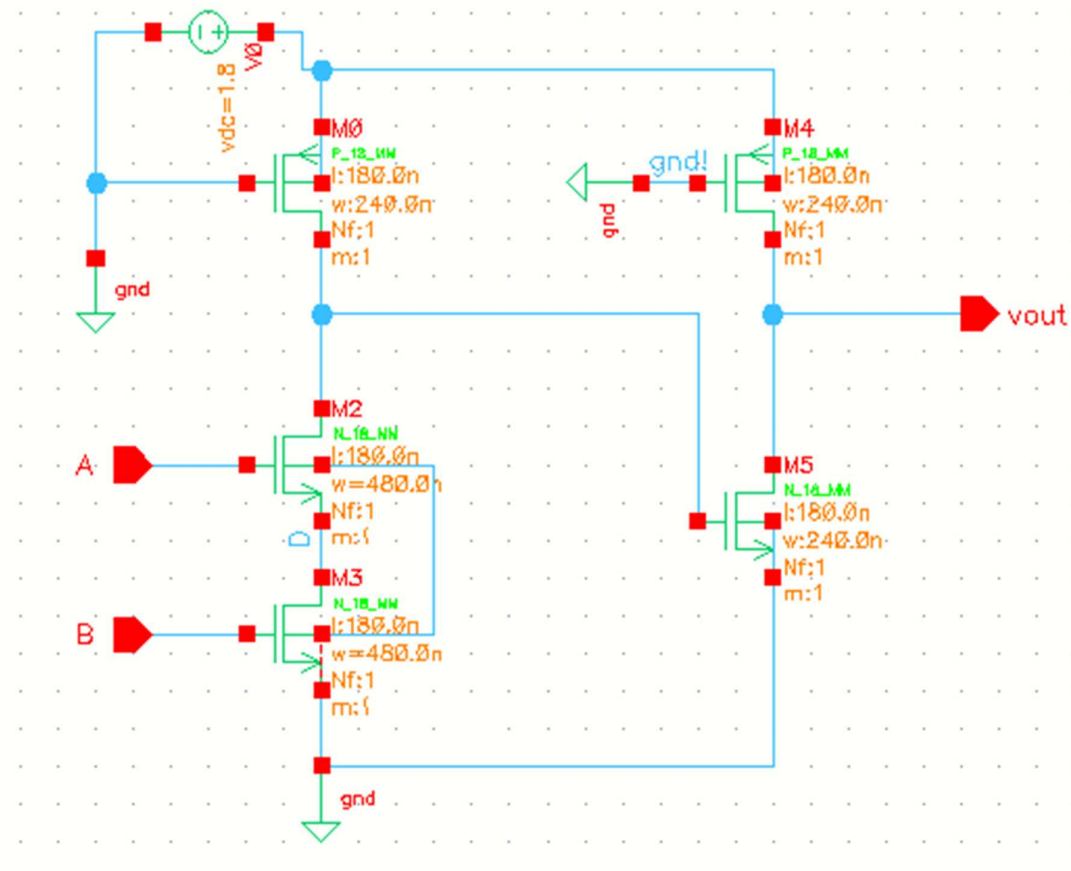 V0
vdc=1.8
M0
P_18_MM
l:180.0n
w:240.0n
Nf:1
m:1
M4
P_18_MM
l:180.0n
w:240.0n
Nf:1
m:1
gnd!
gnd
gnd
vout
M2
N_18_MM
l:180.0n
w=480.0n
Nf:1
m:1
A
D
M3
N_18_MM
l:180.0n
w=480.0n
Nf:1
m:1
B
M5
N_18_MM
l:180.0n
w:240.0n
Nf:1
m:1
gnd